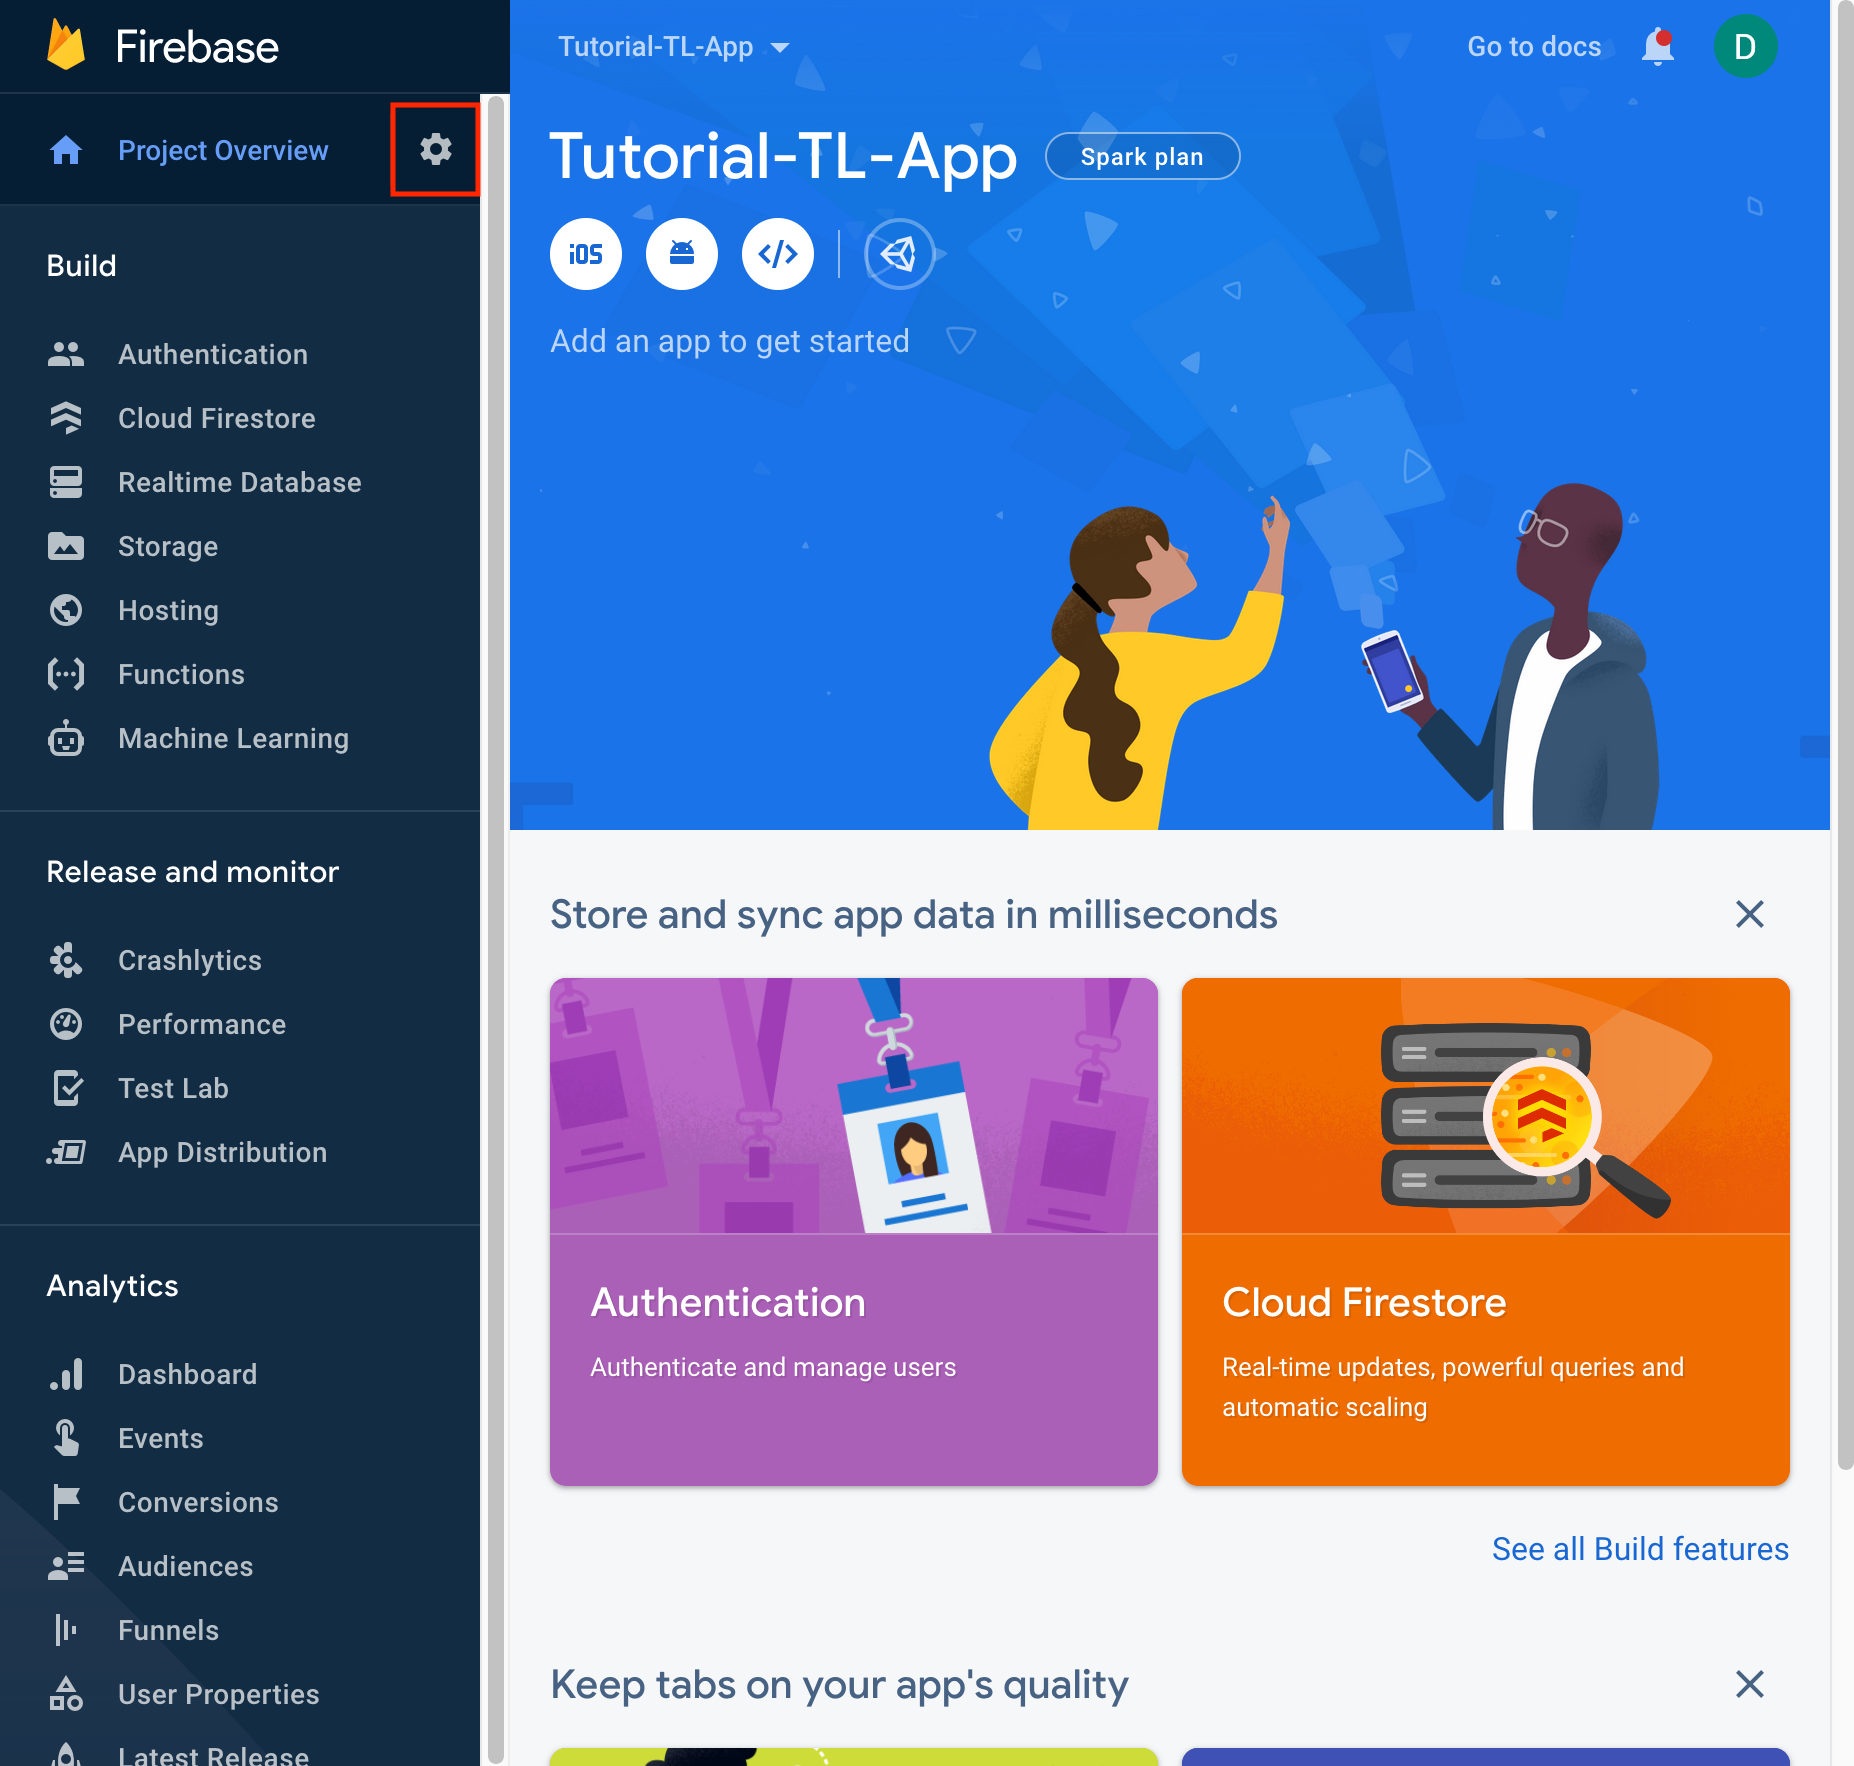 Firebase
Project Overview
Build
Authentication
Cloud Firestore
Realtime Database
Storage
Hosting
Functions
Machine Learning
Release and monitor
Crashlytics
Performance
Test Lab
App Distribution
Analytics
Dashboard
Events
Conversions
Audiences
Funnels
User Properties
Latest Release
Tutorial-TL-App
Go to docs
D
Tutorial-TL-App
Spark plan
iOS
Add an app to get started
Store and sync app data in milliseconds
Authentication
Authenticate and manage users
Cloud Firestore
Real-time updates, powerful queries and
automatic scaling
See all Build features
Keep tabs on your app's quality